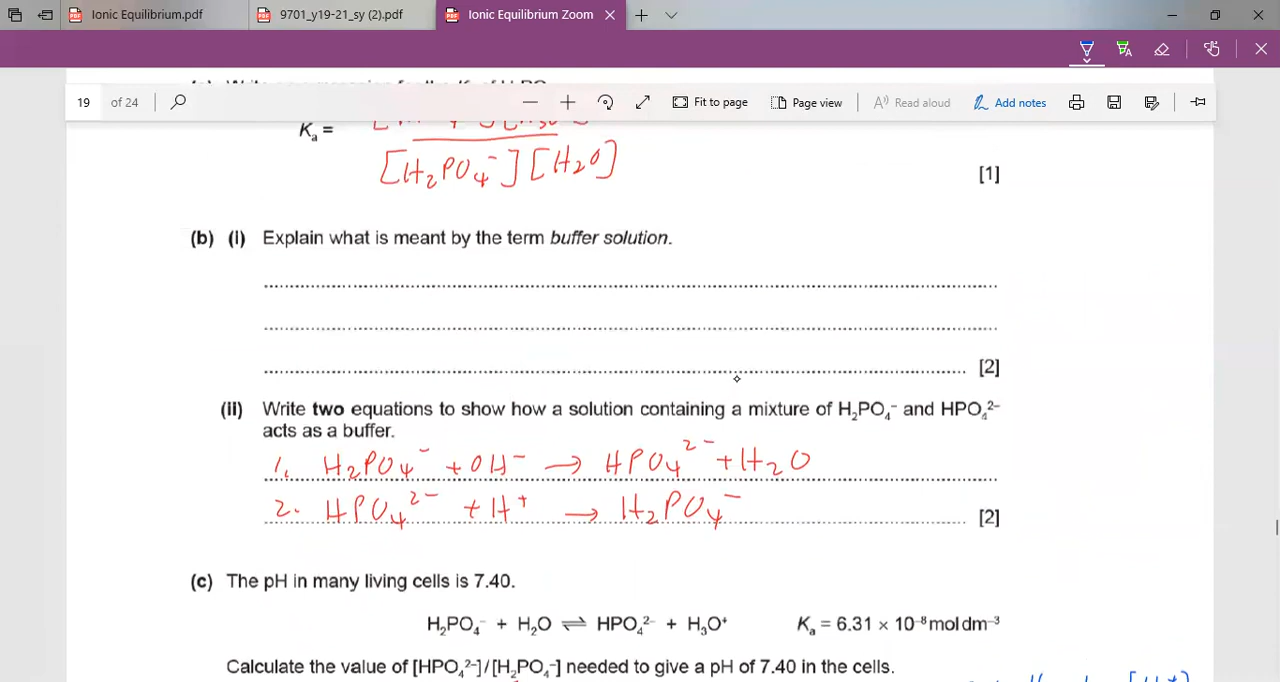 Ionic Equilibrium.pdf 9701_y19-21_sy (2).pdf Ionic Equilibrium Zoom
19 of 24 Fit to page Page view Read aloud Add notes
Kₐ =
[H₂PO₄⁻][H₂O]
[1]
(b) (i) Explain what is meant by the term buffer solution.
[2]
(ii) Write two equations to show how a solution containing a mixture of H₂PO₄⁻ and HPO₄²⁻
acts as a buffer.
1. H₂PO₄⁻ + OH⁻ → HPO₄²⁻ + H₂O
2. HPO₄²⁻ + H⁺ → H₂PO₄⁻
[2]
(c) The pH in many living cells is 7.40.
H₂PO₄⁻ + H₂O ⇌ HPO₄²⁻ + H₃O⁺ Kₐ = 6.31 × 10⁻⁸ mol dm⁻³
Calculate the value of [HPO₄²⁻]/[H₂PO₄⁻] needed to give a pH of 7.40 in the cells.